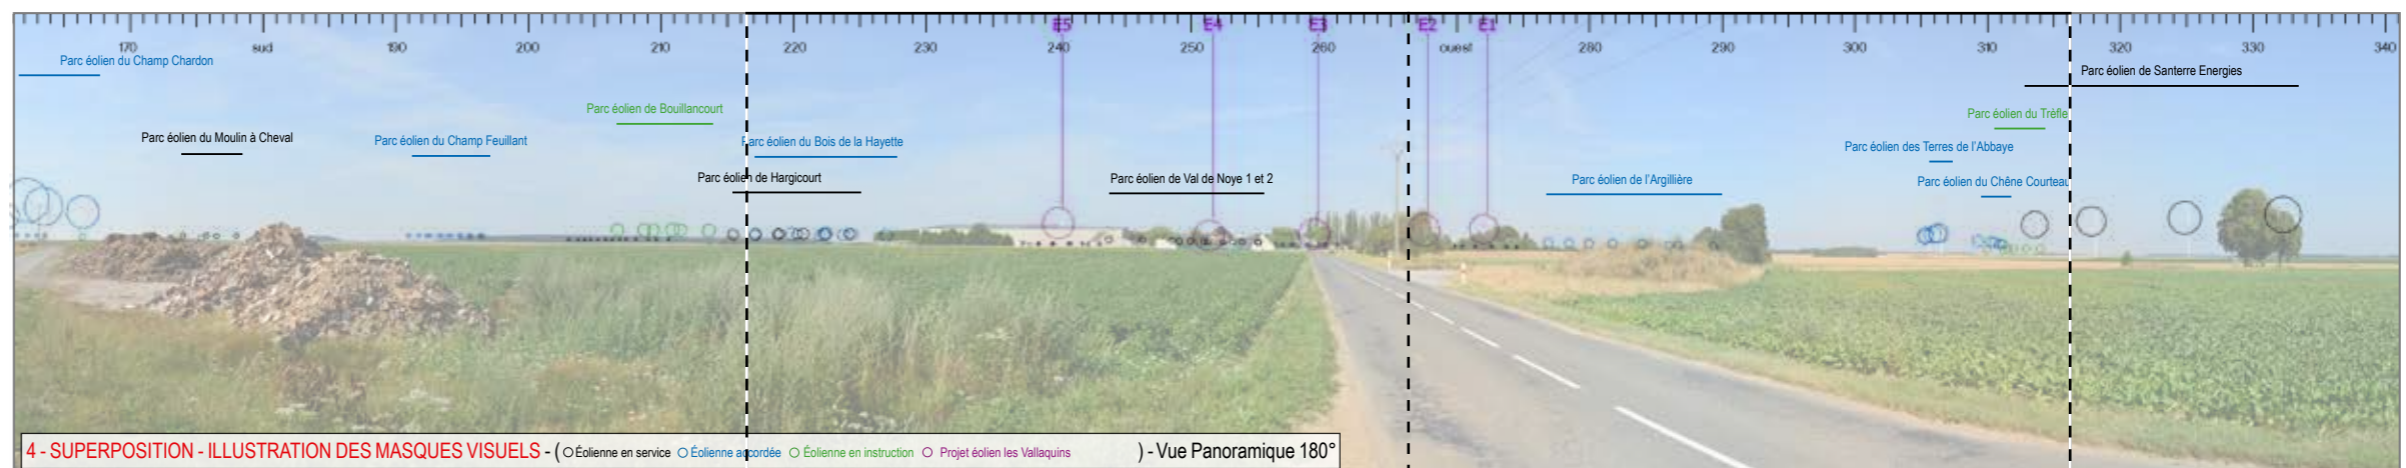 E5 E4 E3 E2 E1
170 sud 190 200 210 220 230 240 250 260 ouest 280 290 300 310 320 330 340
Parc éolien du Champ Chardon
Parc éolien de Santerre Energies
Parc éolien de Bouillancourt
Parc éolien du Trèfle
Parc éolien du Moulin à Cheval
Parc éolien du Champ Feuillant
Parc éolien du Bois de la Hayette
Parc éolien des Terres de l'Abbaye
Parc éolien de Hargicourt
Parc éolien de Val de Noye 1 et 2
Parc éolien de l'Argillière
Parc éolien du Chêne Courteau
4 - SUPERPOSITION - ILLUSTRATION DES MASQUES VISUELS - ( Éolienne en service Éolienne accordée Éolienne en instruction Projet éolien les Vallaquins ) - Vue Panoramique 180°